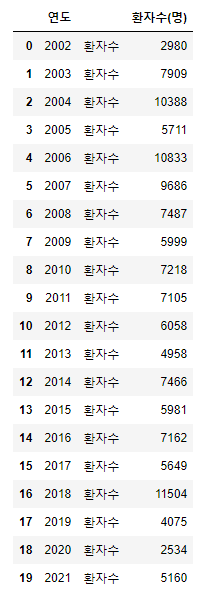 연도 환자수(명)
0 2002 환자수 2980
1 2003 환자수 7909
2 2004 환자수 10388
3 2005 환자수 5711
4 2006 환자수 10833
5 2007 환자수 9686
6 2008 환자수 7487
7 2009 환자수 5999
8 2010 환자수 7218
9 2011 환자수 7105
10 2012 환자수 6058
11 2013 환자수 4958
12 2014 환자수 7466
13 2015 환자수 5981
14 2016 환자수 7162
15 2017 환자수 5649
16 2018 환자수 11504
17 2019 환자수 4075
18 2020 환자수 2534
19 2021 환자수 5160